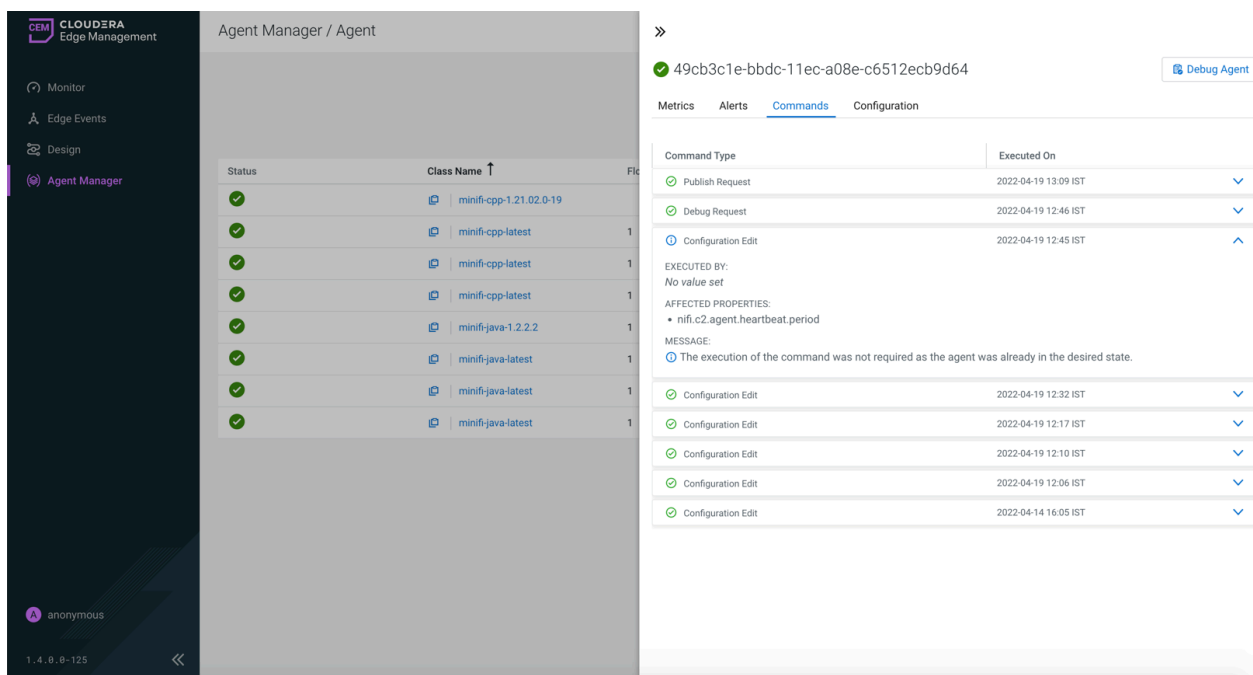 CEM CLOUDERA
Edge Management
Monitor
Edge Events
Design
Agent Manager
A anonymous
1.4.0.0-125
Agent Manager / Agent
Status Class Name Flo
minifi-cpp-1.21.02.0-19
minifi-cpp-latest 1
minifi-cpp-latest 1
minifi-cpp-latest 1
minifi-java-1.2.2.2 1
minifi-java-latest 1
minifi-java-latest 1
minifi-java-latest 1
49cb3c1e-bbdc-11ec-a08e-c6512ecb9d64
Debug Agent
Metrics Alerts Commands Configuration
Command Type Executed On
Publish Request 2022-04-19 13:09 IST
Debug Request 2022-04-19 12:46 IST
Configuration Edit 2022-04-19 12:45 IST
EXECUTED BY:
No value set
AFFECTED PROPERTIES:
• nifi.c2.agent.heartbeat.period
MESSAGE:
The execution of the command was not required as the agent was already in the desired state.
Configuration Edit 2022-04-19 12:32 IST
Configuration Edit 2022-04-19 12:17 IST
Configuration Edit 2022-04-19 12:10 IST
Configuration Edit 2022-04-19 12:06 IST
Configuration Edit 2022-04-14 16:05 IST